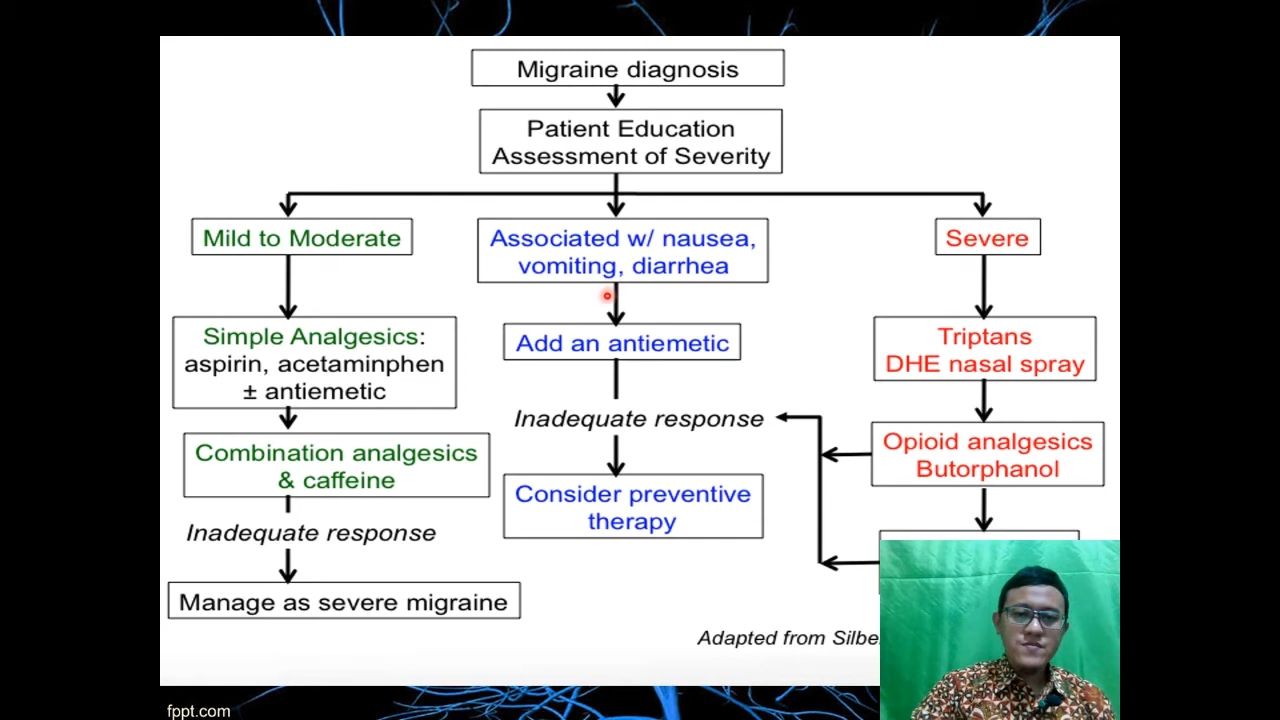 Migraine diagnosis
Patient Education
Assessment of Severity
Mild to Moderate
Simple Analgesics:
aspirin, acetaminphen
± antiemetic
Combination analgesics
& caffeine
Inadequate response
Manage as severe migraine
Associated w/ nausea,
vomiting, diarrhea
Add an antiemetic
Inadequate response
Consider preventive
therapy
Severe
Triptans
DHE nasal spray
Opioid analgesics
Butorphanol
Adapted from
fppt.com